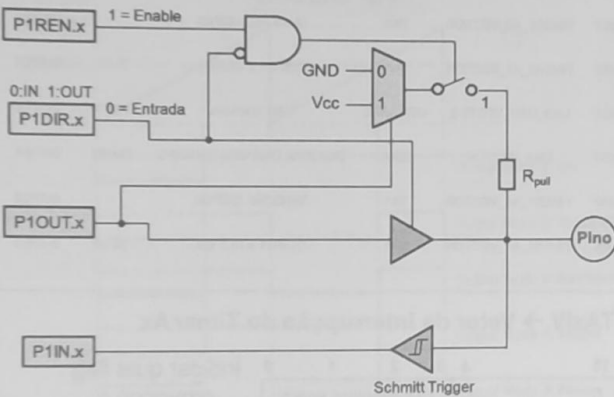 P1REN.x
1 = Enable
GND
0
Vcc
1
1
0:IN 1:OUT
P1DIR.x
0 = Entrada
Rpull
P1OUT.x
Pino
P1IN.x
Schmitt Trigger